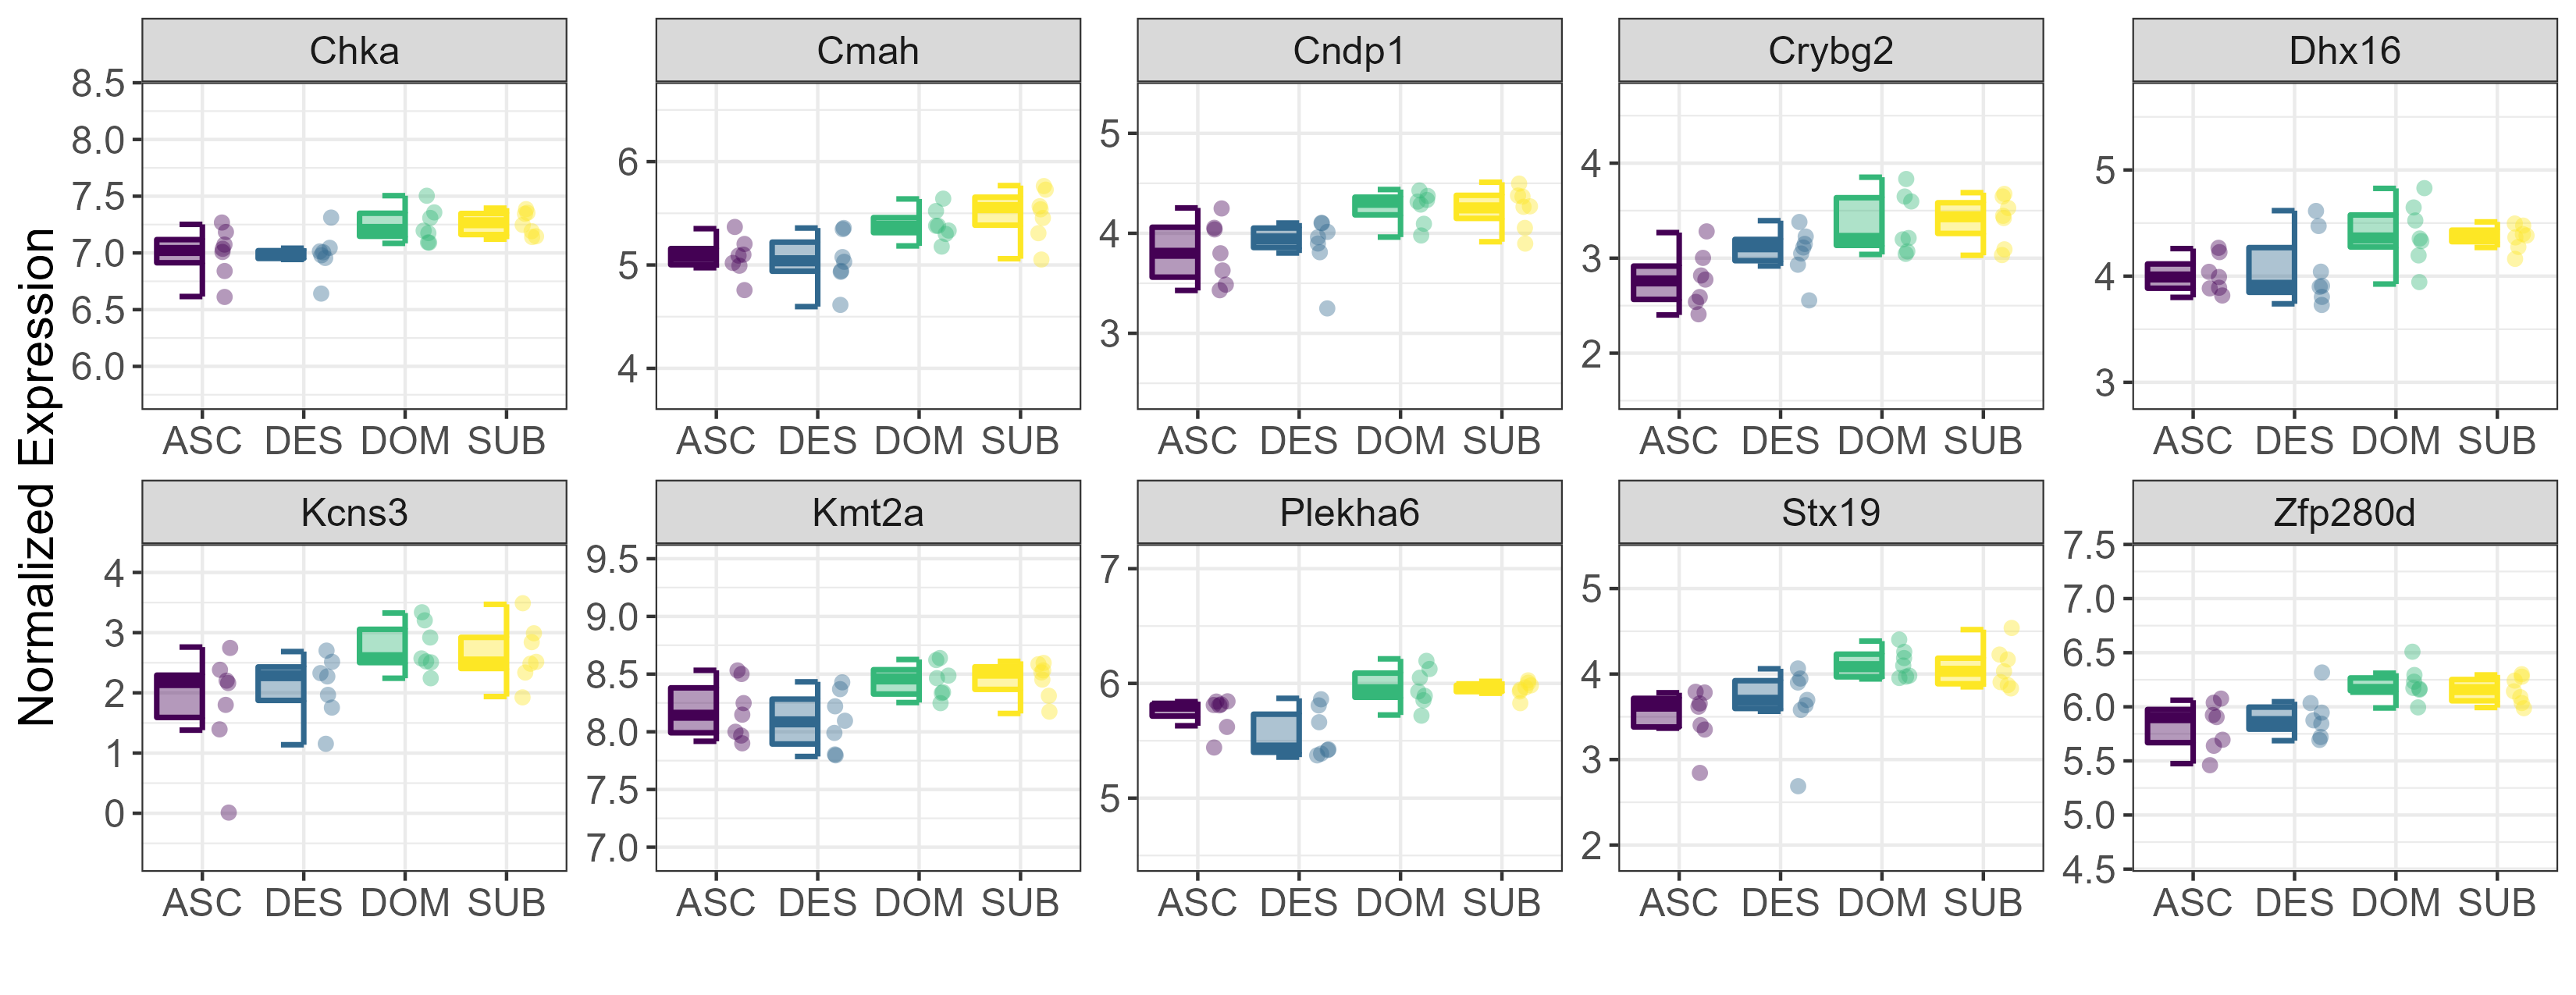 Normalized Expression
Chka
Cmah
Cndp1
Crybg2
Dhx16
8.5
8.0
7.5
7.0
6.5
6.0
6
5
4
5
4
3
4
3
2
5
4
3
ASC DES DOM SUB
ASC DES DOM SUB
ASC DES DOM SUB
ASC DES DOM SUB
ASC DES DOM SUB
Kcns3
Kmt2a
Plekha6
Stx19
Zfp280d
4
3
2
1
0
9.5
9.0
8.5
8.0
7.5
7.0
7
6
5
5
4
3
2
7.5
7.0
6.5
6.0
5.5
5.0
4.5
ASC DES DOM SUB
ASC DES DOM SUB
ASC DES DOM SUB
ASC DES DOM SUB
ASC DES DOM SUB